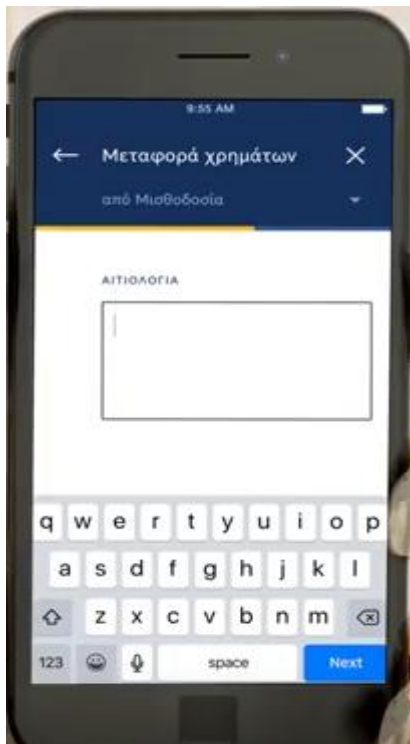 9:55 AM
Μεταφορά χρημάτων
από Μισθοδοσία
ΑΙΤΙΟΛΟΓΙΑ
q w e r t y u i o p
a s d f g h j k l
z x c v b n m
123 space Next